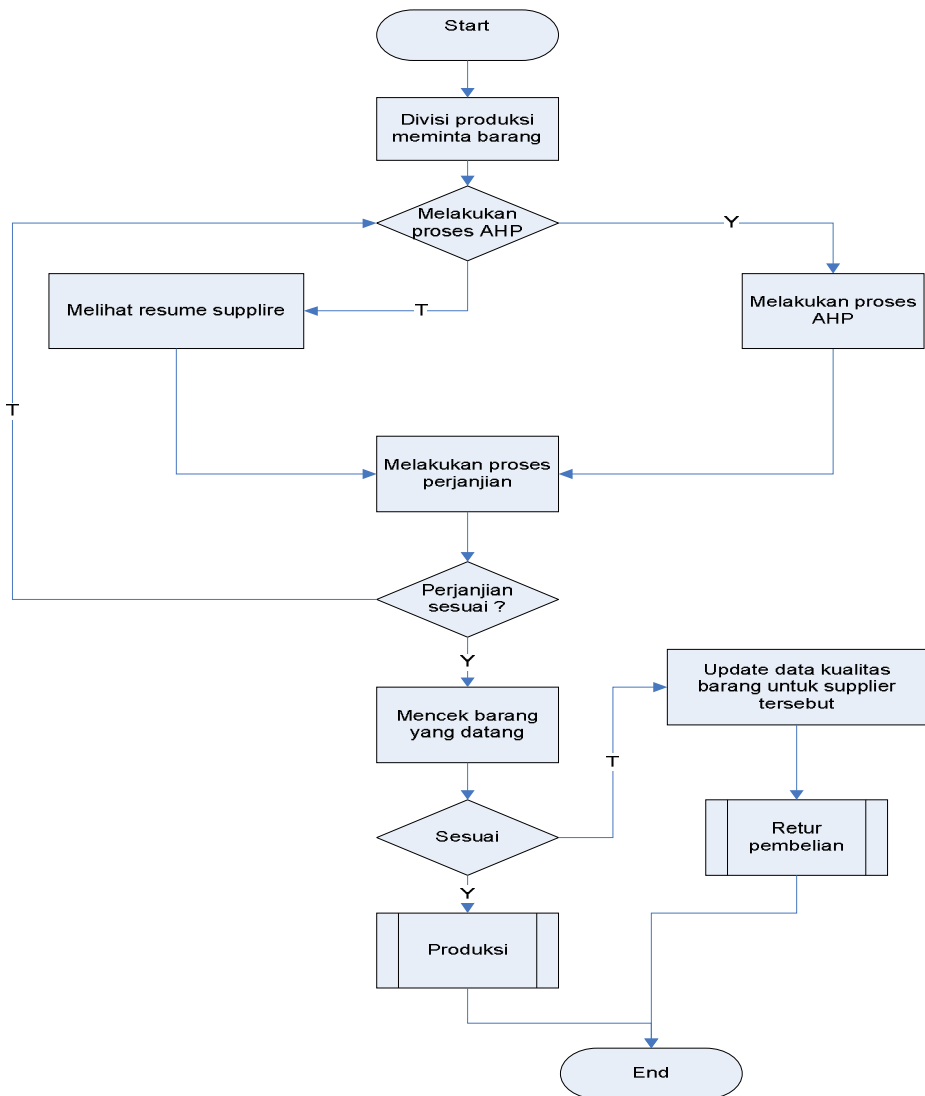 Start
Divisi produksi
meminta barang
Melakukan
proses AHP
Y
T
Melihat resume supplire
Melakukan proses
AHP
T
Melakukan proses
perjanjian
Perjanjian
sesuai ?
Y
Mencek barang
yang datang
Update data kualitas
barang untuk supplier
tersebut
T
Sesuai
Retur
pembelian
Y
Produksi
End